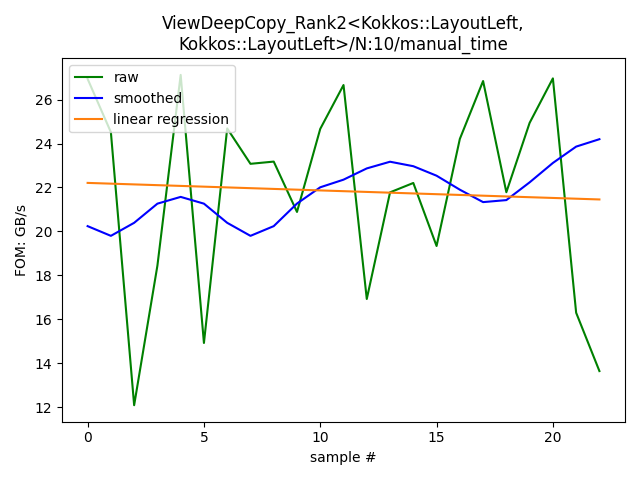 ViewDeepCopy_Rank2<Kokkos::LayoutLeft,
Kokkos::LayoutLeft>/N:10/manual_time
raw
smoothed
linear regression
FOM: GB/s
26
24
22
20
18
16
14
12
0
5
10
15
20
sample #